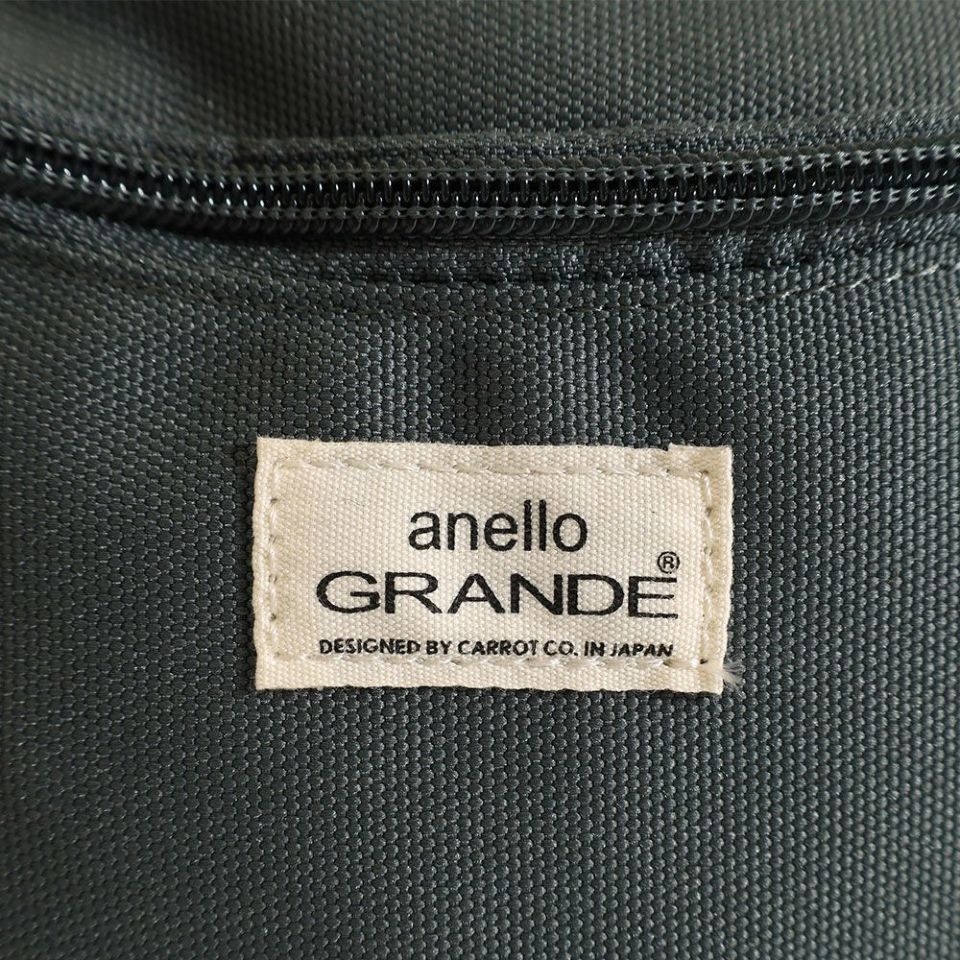 anello
GRANDE®
DESIGNED BY CARROT CO. IN JAPAN